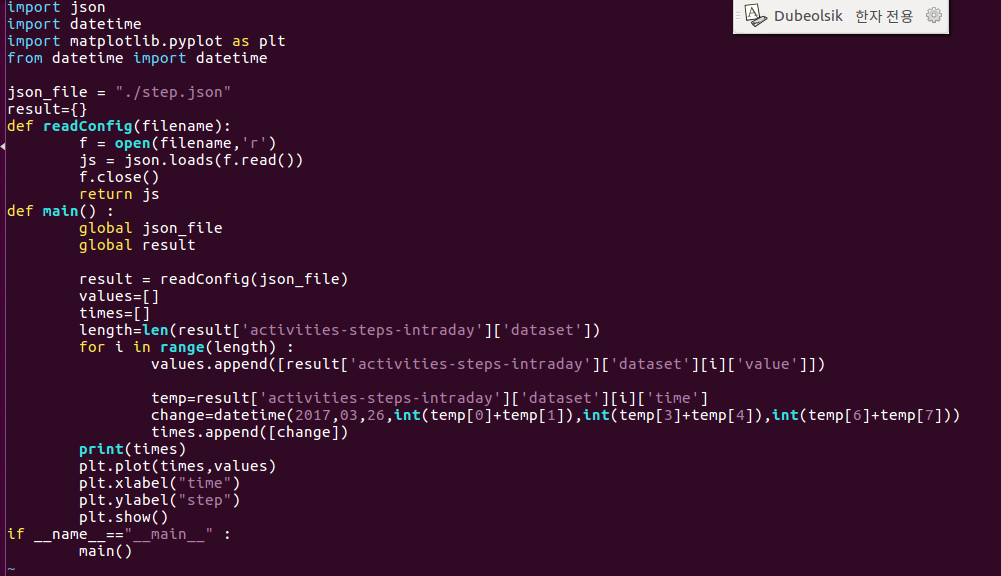 import json
import datetime
import matplotlib.pyplot as plt
from datetime import datetime
json_file = "./step.json"
result={}
def readConfig(filename):
f = open(filename,'r')
js = json.loads(f.read())
f.close()
return js
def main() :
global json_file
global result
result = readConfig(json_file)
values=[]
times=[]
length=len(result['activities-steps-intraday']['dataset'])
for i in range(length) :
values.append([result['activities-steps-intraday']['dataset'][i]['value']])
temp=result['activities-steps-intraday']['dataset'][i]['time']
change=datetime(2017,03,26,int(temp[0]+temp[1]),int(temp[3]+temp[4]),int(temp[6]+temp[7]))
times.append([change])
print(times)
plt.plot(times,values)
plt.xlabel("time")
plt.ylabel("step")
plt.show()
if __name__=="__main__" :
main()
~
Dubeolsik 한자 전용